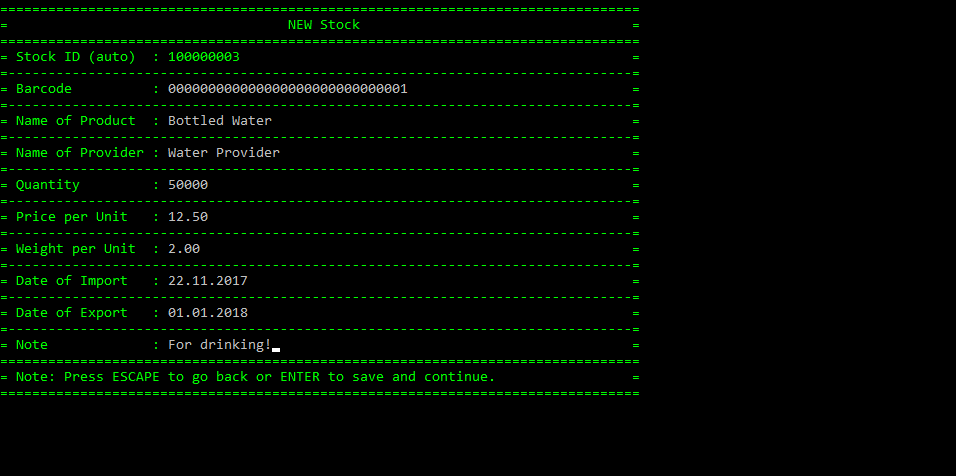 NEW Stock
Stock ID (auto) : 100000003
Barcode : 000000000000000000000000000001
Name of Product : Bottled Water
Name of Provider : Water Provider
Quantity : 50000
Price per Unit : 12.50
Weight per Unit : 2.00
Date of Import : 22.11.2017
Date of Export : 01.01.2018
Note : For drinking!
Note: Press ESCAPE to go back or ENTER to save and continue.